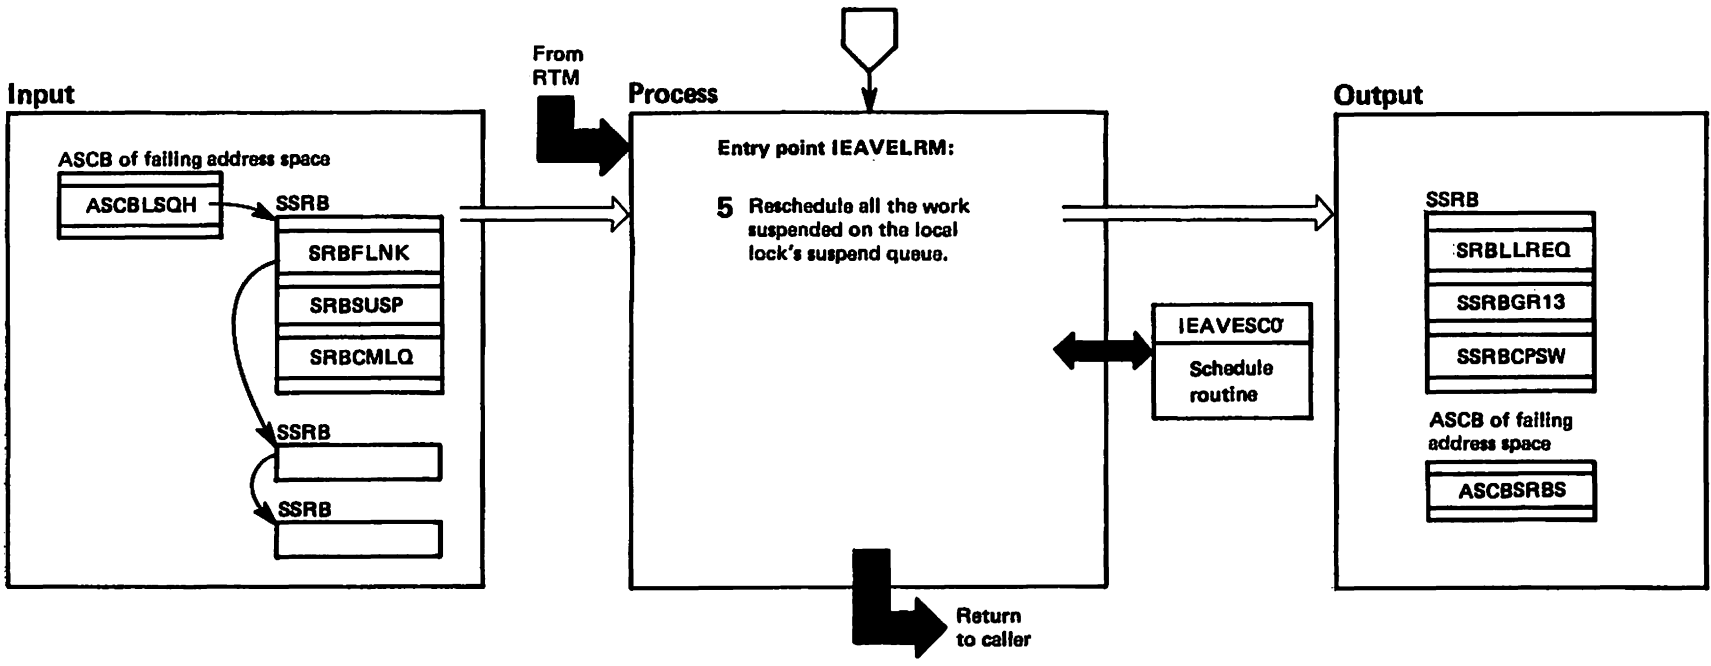 From
RTM
Input
Process
Output
ASCB of failing address space
ASCBLSQH
SSRB
SRBFLNK
SRBSUSP
SRBCMLQ
SSRB
SSRB
Entry point IEAVELRM:
5 Reschedule all the work
suspended on the local
lock's suspend queue.
IEAVESC0
Schedule
routine
Return
to caller
SSRB
SRBLLREQ
SSRBGR13
SSRBCPSW
ASCB of failing
address space
ASCBSRBS